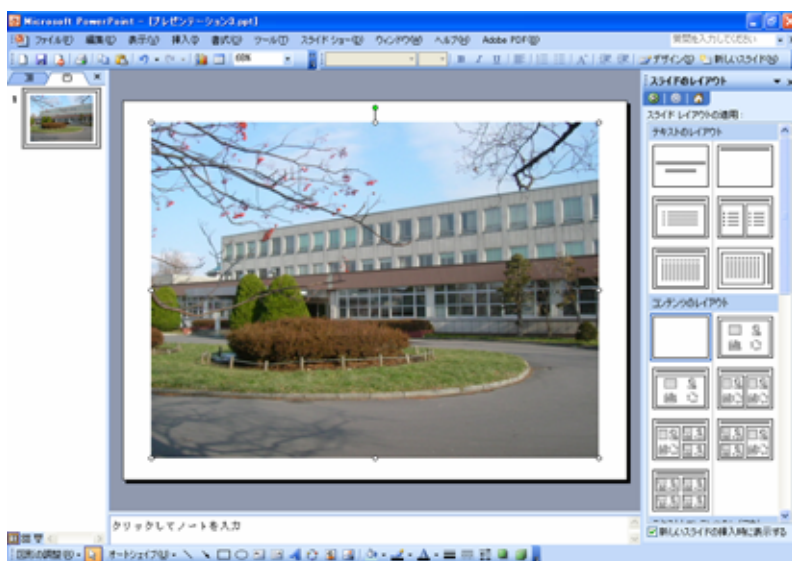 Microsoft PowerPoint - [プレゼンテーション3.ppt]
ファイル(F) 編集(E) 表示(V) 挿入(I) 書式(O) ツール(T) スライド ショー(D) ウィンドウ(W) ヘルプ(H) Adobe PDF(B)
質問を入力してください
68%
B I U
デザイン(S) 新しいスライド(N)
スライドのレイアウト
スライド レイアウトの適用:
テキストのレイアウト
1
コンテンツのレイアウト
クリックしてノートを入力
新しいスライドの挿入時に表示する
図形の調整(R) オートシェイプ(U)